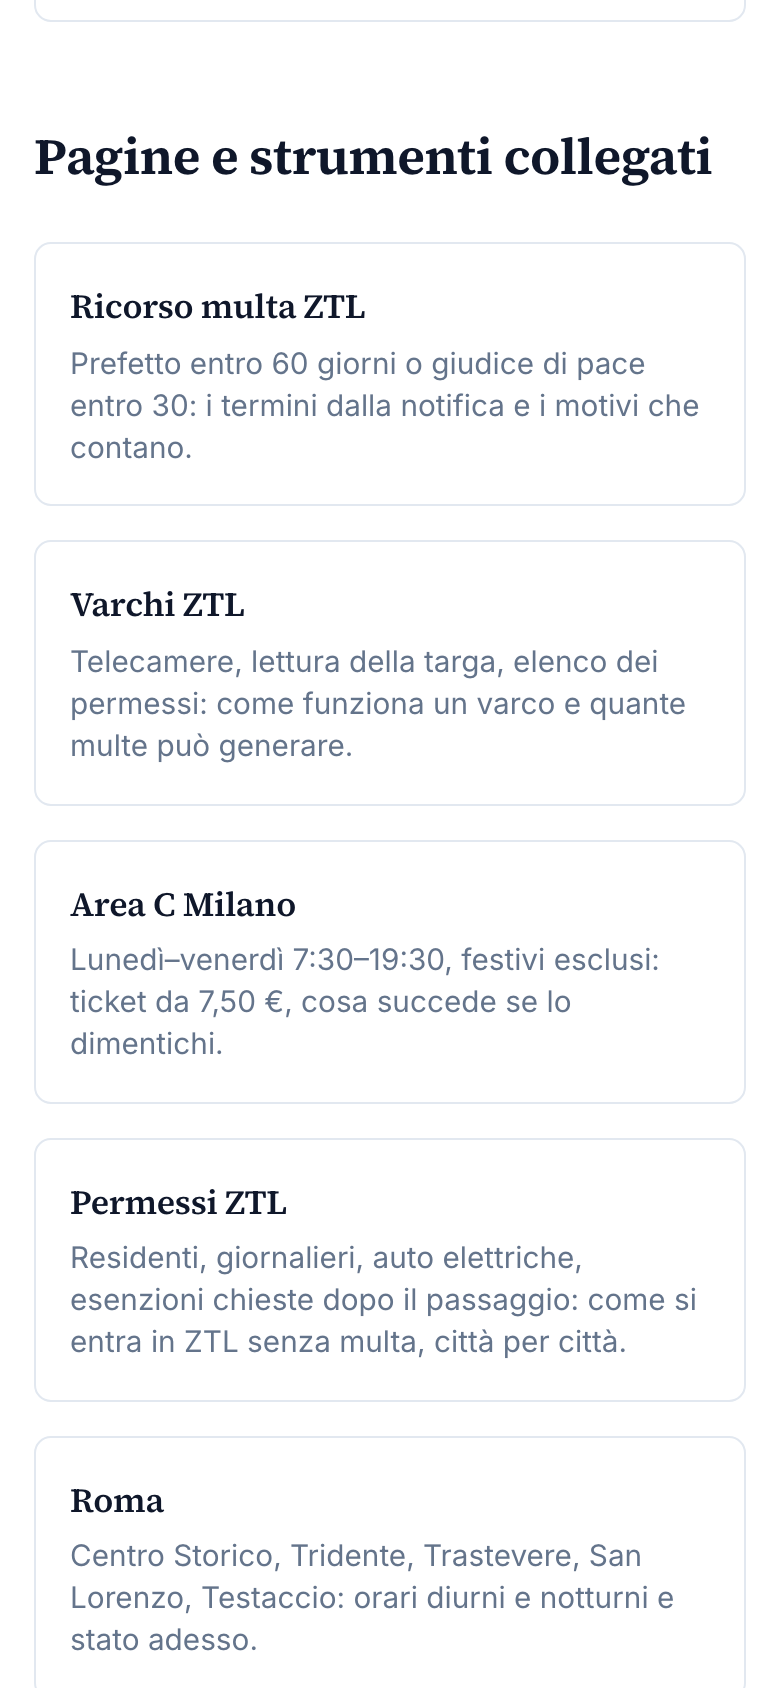 Pagine e strumenti collegati
Ricorso multa ZTL
Prefetto entro 60 giorni o giudice di pace
entro 30: i termini dalla notifica e i motivi che
contano.
Varchi ZTL
Telecamere, lettura della targa, elenco dei
permessi: come funziona un varco e quante
multe può generare.
Area C Milano
Lunedì–venerdì 7:30–19:30, festivi esclusi:
ticket da 7,50 €, cosa succede se lo
dimentichi.
Permessi ZTL
Residenti, giornalieri, auto elettriche,
esenzioni chieste dopo il passaggio: come si
entra in ZTL senza multa, città per città.
Roma
Centro Storico, Tridente, Trastevere, San
Lorenzo, Testaccio: orari diurni e notturni e
stato adesso.